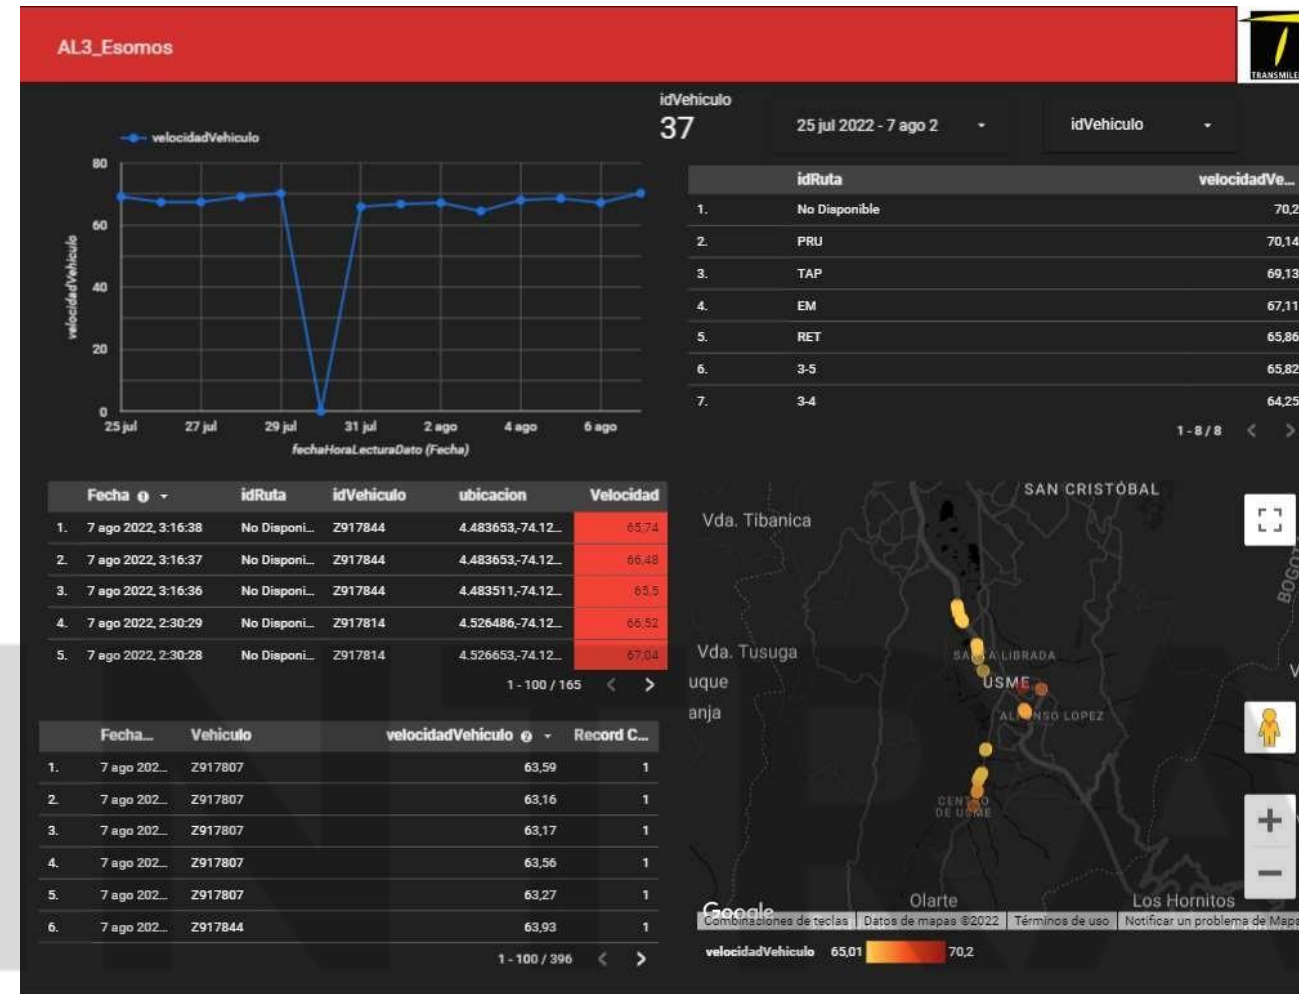 AL3_Esomos
TRANSMILE
idVehiculo
37
25 jul 2022 - 7 ago 2
idVehiculo
velocidadVehiculo
80
60
40
20
0
velocidadVehiculo
25 jul 27 jul 29 jul 31 jul 2 ago 4 ago 6 ago
fechaHoraLecturaDato (Fecha)
idRuta velocidadVe...
1. No Disponible 70,2
2. PRU 70,14
3. TAP 69,13
4. EM 67,11
5. RET 65,86
6. 3-5 65,82
7. 3-4 64,25
1 - 8 / 8
Fecha idRuta idVehiculo ubicacion Velocidad
1. 7 ago 2022, 3:16:38 No Disponi... Z917844 4.483653,-74.12... 65,74
2. 7 ago 2022, 3:16:37 No Disponi... Z917844 4.483653,-74.12... 66,48
3. 7 ago 2022, 3:16:36 No Disponi... Z917844 4.483511,-74.12... 65,5
4. 7 ago 2022, 2:30:29 No Disponi... Z917814 4.526486,-74.12... 66,52
5. 7 ago 2022, 2:30:28 No Disponi... Z917814 4.526653,-74.12... 67,04
1 - 100 / 165
Fecha... Vehiculo velocidadVehiculo Record C...
1. 7 ago 202... Z917807 63,59 1
2. 7 ago 202... Z917807 63,16 1
3. 7 ago 202... Z917807 63,17 1
4. 7 ago 202... Z917807 63,56 1
5. 7 ago 202... Z917807 63,27 1
6. 7 ago 202... Z917844 63,93 1
1 - 100 / 396
SAN CRISTÓBAL
Vda. Tibanica
BOGOT
Vda. Tusuga
SANTA LIBRADA
uque
USME
anja
ALFONSO LOPEZ
CENTRO
DE USME
Olarte
Los Hornitos
Google
Combinaciones de teclas Datos de mapas ©2022 Términos de uso Notificar un problema de Maps
velocidadVehiculo 65,01 70,2